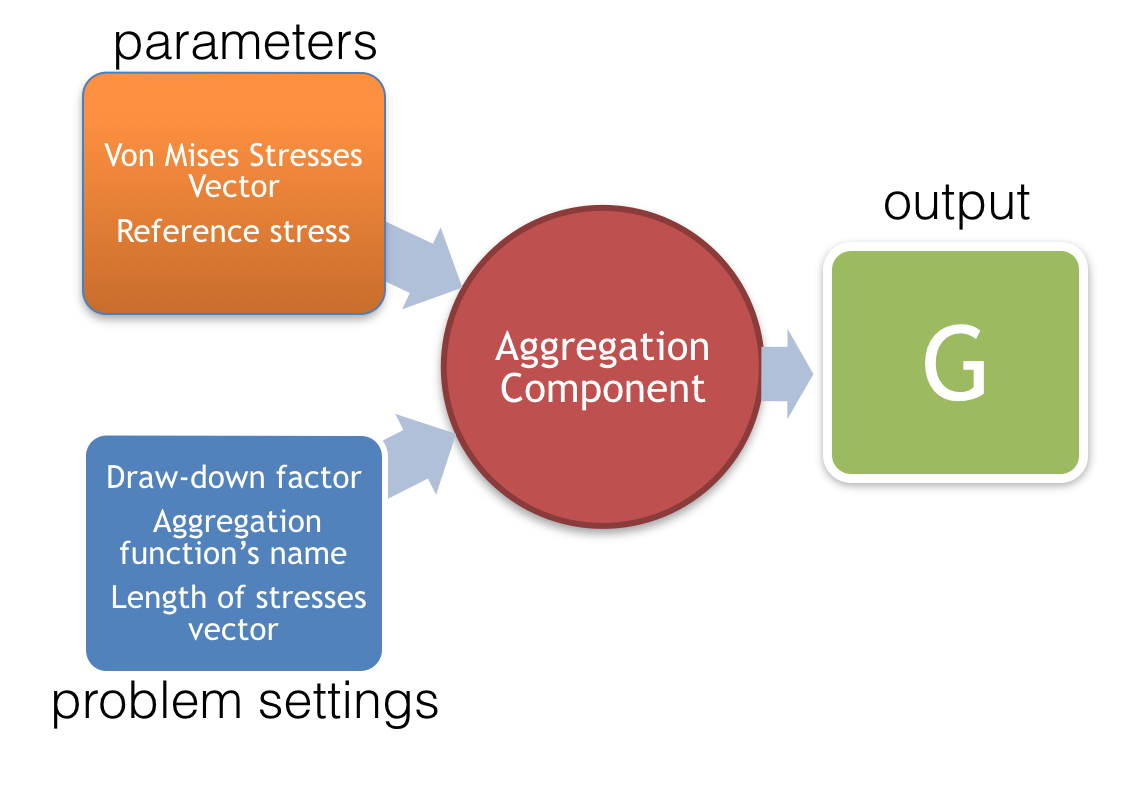 parameters
Von Mises Stresses
Vector
Reference stress
output
Aggregation
Component
G
Draw-down factor
Aggregation
function’s name
Length of stresses
vector
problem settings